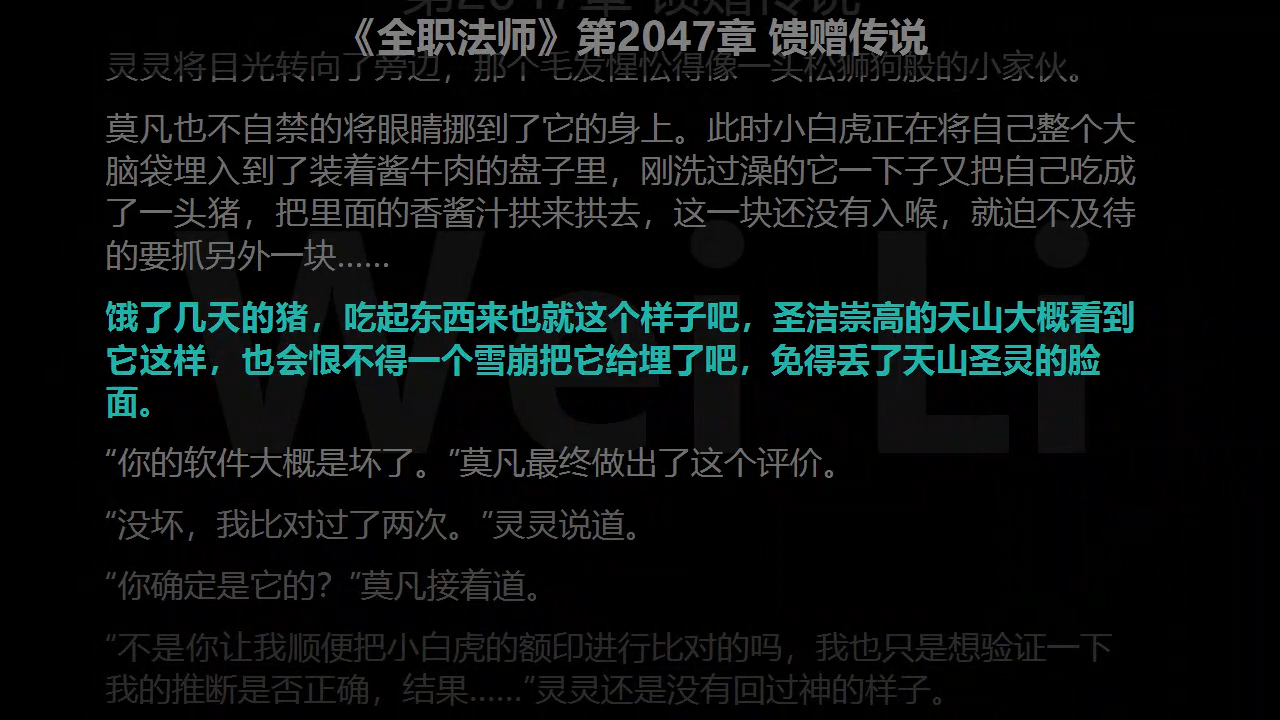 第2047章 馈赠传说
《全职法师》第2047章 馈赠传说
灵灵将目光转向了旁边，那个毛发惺忪得像一头松狮狗般的小家伙。
莫凡也不自禁的将眼睛挪到了它的身上。此时小白虎正在将自己整个大
脑袋埋入到了装着酱牛肉的盘子里，刚洗过澡的它一下子又把自己吃成
了一头猪，把里面的香酱汁拱来拱去，这一块还没有入喉，就迫不及待
的要抓另外一块......
饿了几天的猪，吃起东西来也就这个样子吧，圣洁崇高的天山大概看到
它这样，也会恨不得一个雪崩把它给埋了吧，免得丢了天山圣灵的脸
面。
“你的软件大概是坏了。”莫凡最终做出了这个评价。
“没坏，我比对过了两次。”灵灵说道。
“你确定是它的？”莫凡接着道。
“不是你让我顺便把小白虎的额印进行比对的吗，我也只是想验证一下
我的推断是否正确，结果......”灵灵还是没有回过神的样子。
Wei Li